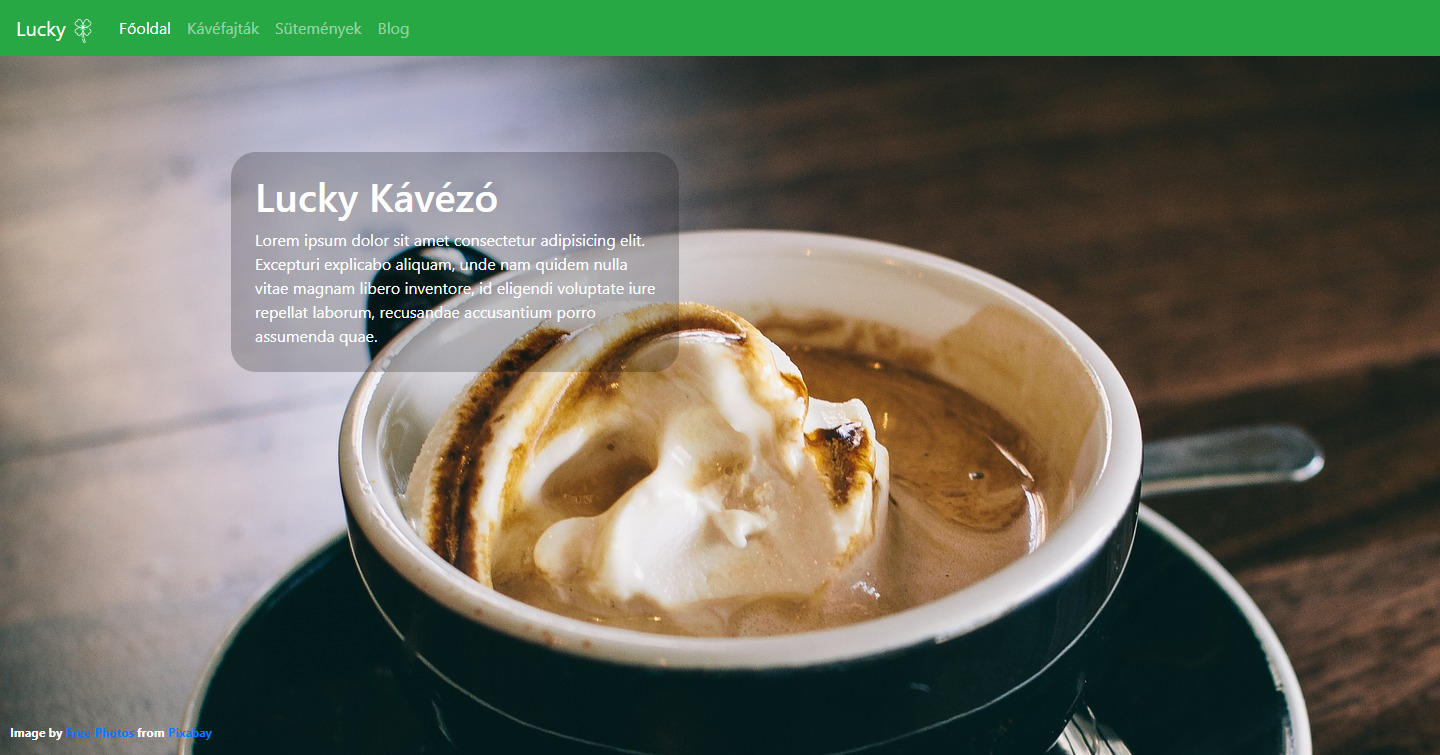 Lucky
Főoldal
Kávéfajták
Sütemények
Blog
Lucky Kávézó
Lorem ipsum dolor sit amet consectetur adipisicing elit.
Excepturi explicabo aliquam, unde nam quidem nulla
vitae magnam libero inventore, id eligendi voluptate iure
repellat laborum, recusandae accusantium porro
assumenda quae.
Image by Free-Photos from Pixabay